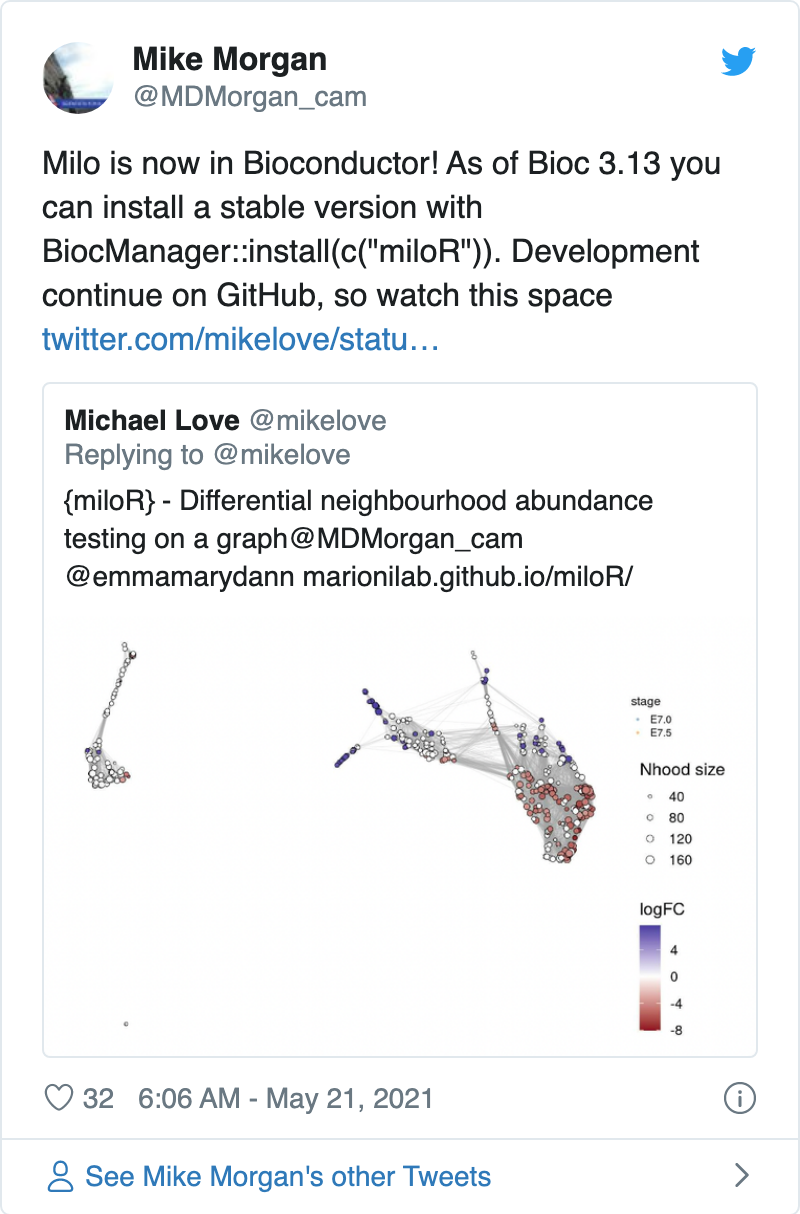 Mike Morgan
@MDMorgan_cam
Milo is now in Bioconductor! As of Bioc 3.13 you
can install a stable version with
BiocManager::install(c("miloR")). Development
continue on GitHub, so watch this space
twitter.com/mikelove/statu…
Michael Love @mikelove
Replying to @mikelove
{miloR} - Differential neighbourhood abundance
testing on a graph@MDMorgan_cam
@emmamarydann marionilab.github.io/miloR/
stage
E7.0
E7.5
Nhood size
40
80
120
160
logFC
4
0
-4
-8
32 6:06 AM - May 21, 2021
See Mike Morgan's other Tweets